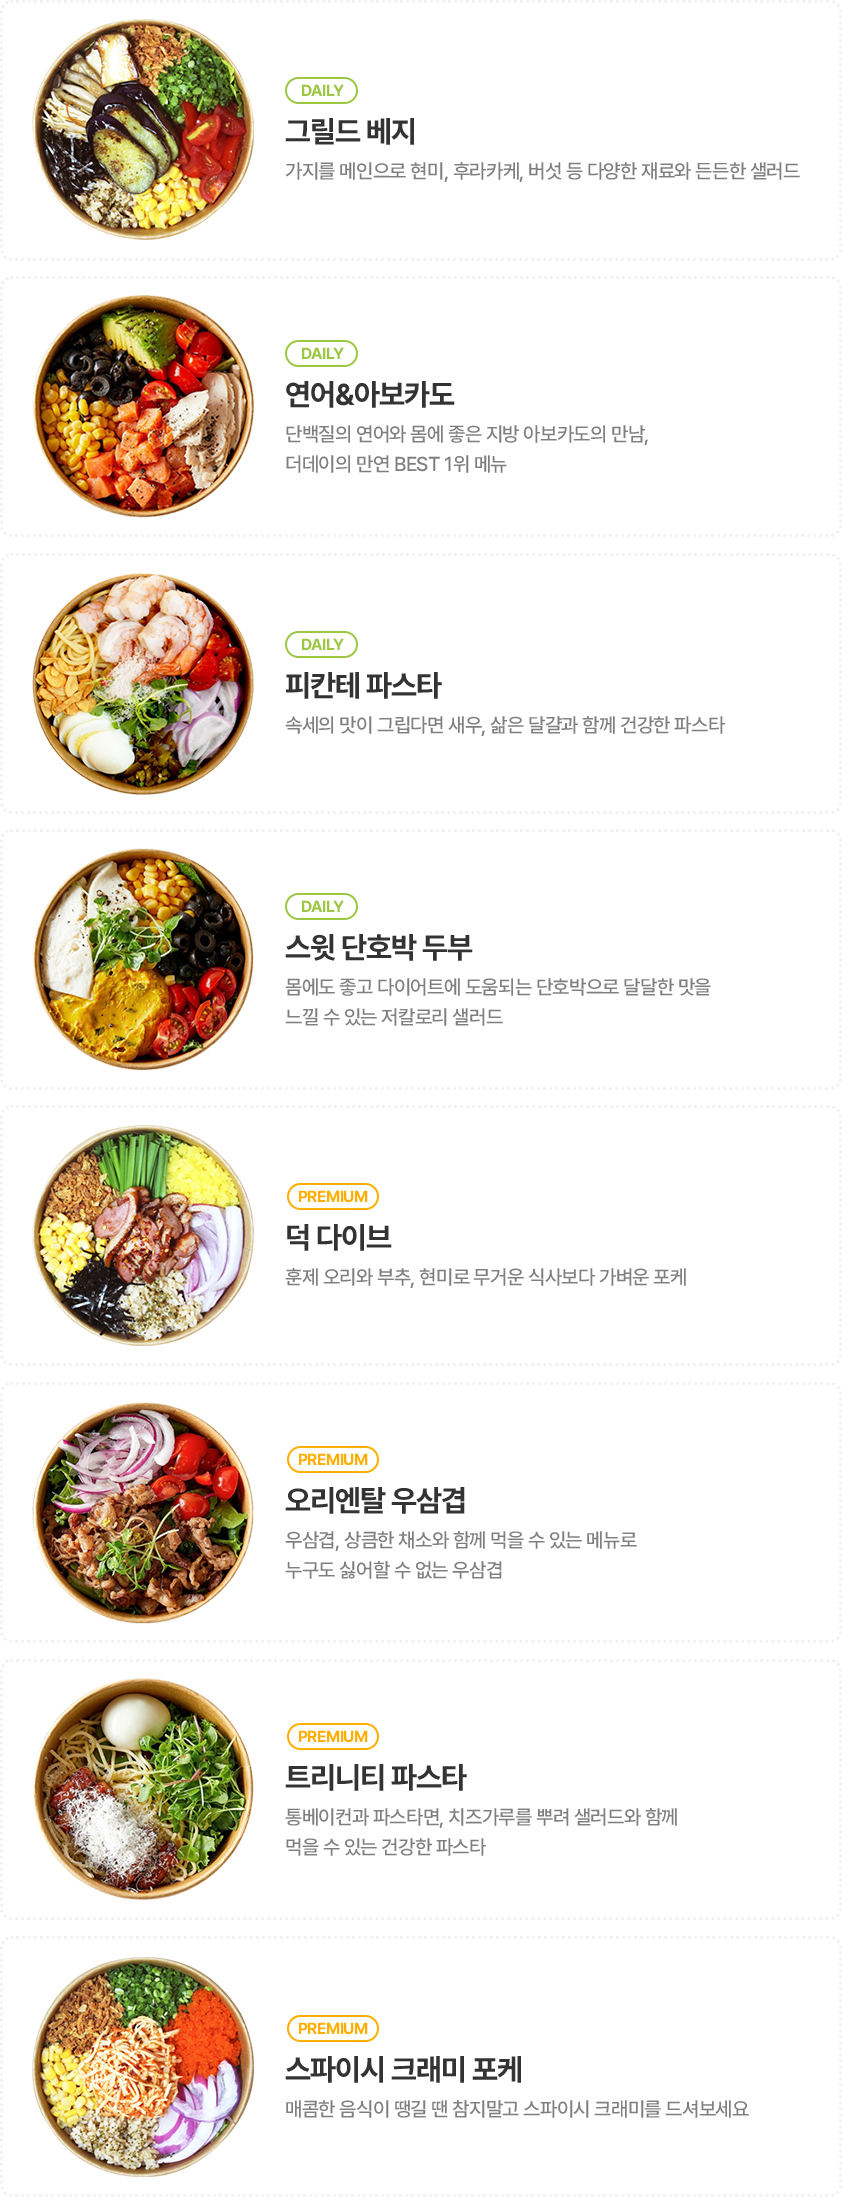 DAILY
그릴드 베지
가지를 메인으로 현미, 후라카케, 버섯 등 다양한 재료와 든든한 샐러드
DAILY
연어&아보카도
단백질의 연어와 몸에 좋은 지방 아보카도의 만남,
더데이의 만연 BEST 1위 메뉴
DAILY
피칸테 파스타
속세의 맛이 그립다면 새우, 삶은 달걀과 함께 건강한 파스타
DAILY
스윗 단호박 두부
몸에도 좋고 다이어트에 도움되는 단호박으로 달달한 맛을
느낄 수 있는 저칼로리 샐러드
PREMIUM
덕 다이브
훈제 오리와 부추, 현미로 무거운 식사보다 가벼운 포케
PREMIUM
오리엔탈 우삼겹
우삼겹, 상큼한 채소와 함께 먹을 수 있는 메뉴로
누구도 싫어할 수 없는 우삼겹
PREMIUM
트리니티 파스타
통베이컨과 파스타면, 치즈가루를 뿌려 샐러드와 함께
먹을 수 있는 건강한 파스타
PREMIUM
스파이시 크래미 포케
매콤한 음식이 땡길 땐 참지말고 스파이시 크래미를 드셔보세요